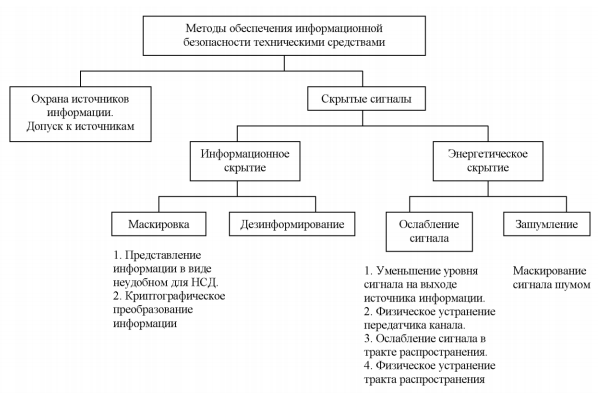 Методы обеспечения информационной
безопасности техническими средствами
Охрана источников
информации.
Допуск к источникам
Скрытые сигналы
Информационное
скрытие
Энергетическое
скрытие
Маскировка
Дезинформирование
Ослабление
сигнала
Зашумление
1. Представление
информации в виде
неудобном для НСД.
2. Криптографическое
преобразование
информации
1. Уменьшение уровня
сигнала на выходе
источника информации.
2. Физическое устранение
передатчика канала.
3. Ослабление сигнала в
тракте распространения.
4. Физическое устранение
тракта распространения
Маскирование
сигнала шумом